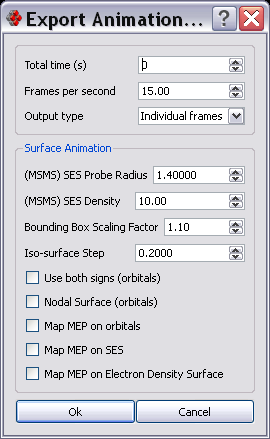 Export Animation...
Total time (s) 0
Frames per second 15.00
Output type Individual frames
Surface Animation
(MSMS) SES Probe Radius 1.40000
(MSMS) SES Density 10.00
Bounding Box Scaling Factor 1.10
Iso-surface Step 0.2000
Use both signs (orbitals)
Nodal Surface (orbitals)
Map MEP on orbitals
Map MEP on SES
Map MEP on Electron Density Surface
Ok Cancel